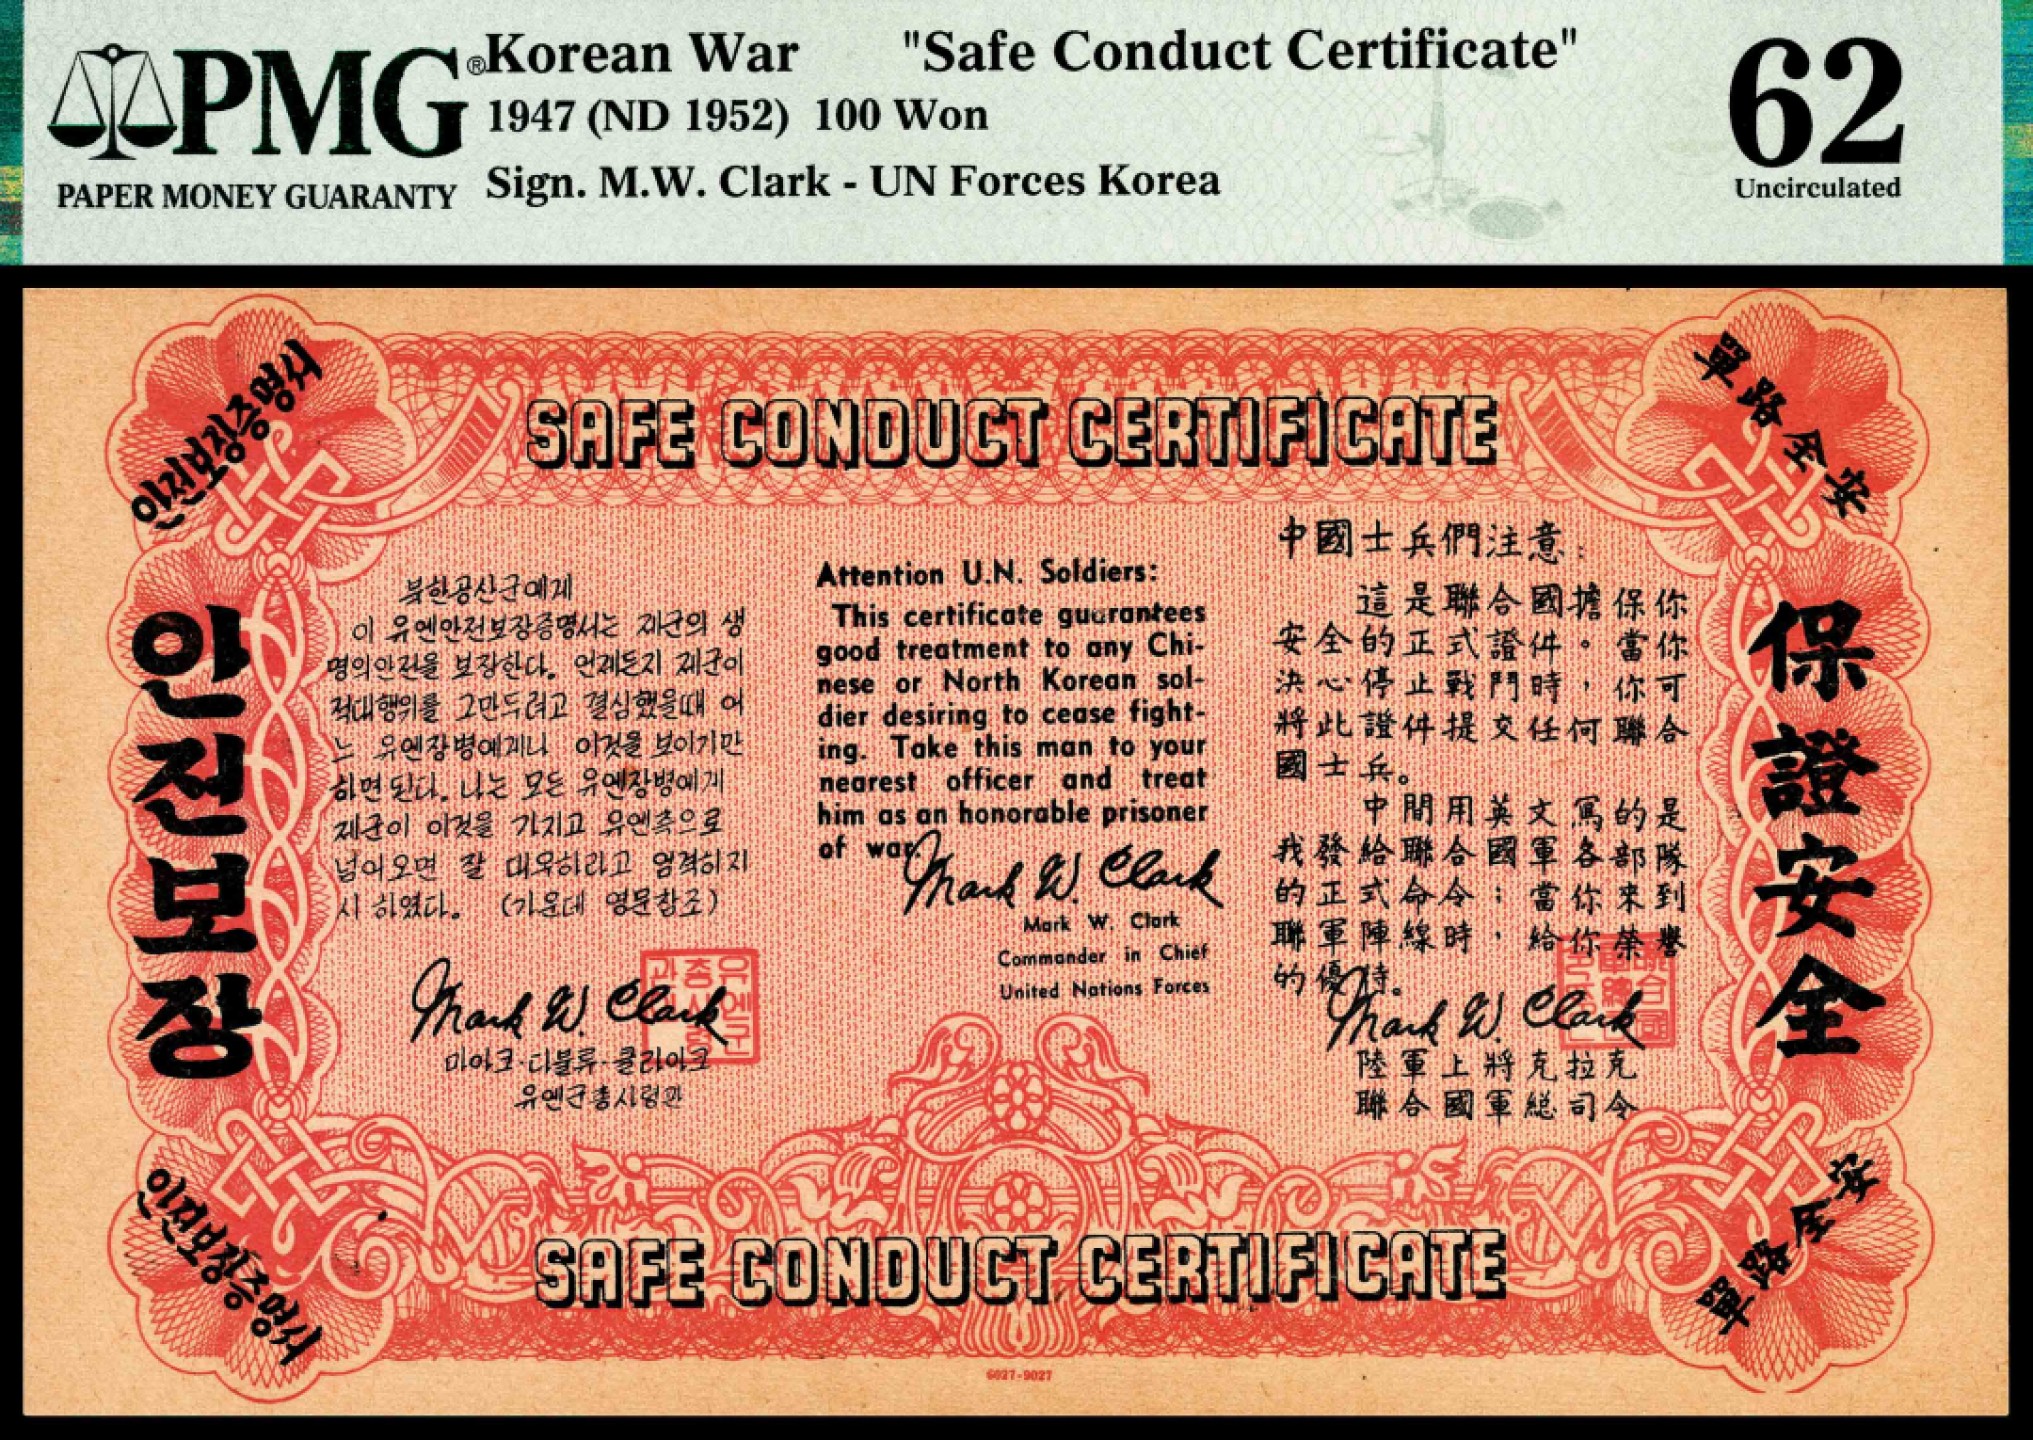 PMG®
PAPER MONEY GUARANTY
Korean War "Safe Conduct Certificate"
1947 (ND 1952) 100 Won
Sign. M.W. Clark - UN Forces Korea
62
Uncirculated
SAFE CONDUCT CERTIFICATE
안전보장증명서
單路全安
안전보장
북한공산군에게
이 유엔안전보장증명서는 제군의 생
명의안전을 보장한다. 언제든지 제군이
적대행위를 그만두려고 결심했을때 어
느 유엔장병에게나 이것을 보이기만
하면 된다. 나는 모든 유엔장병에게
제군이 이것을 가지고 유엔측으로
넘어오면 잘 대우하라고 엄격하지
시 하였다. (가운데 영문참조)
Mark W. Clark
마아크·디블류·클라아크
유엔군총사령관
Attention U.N. Soldiers:
This certificate guarantees
good treatment to any Chi-
nese or North Korean sol-
dier desiring to cease fight-
ing. Take this man to your
nearest officer and treat
him as an honorable prisoner
of war.
Mark W. Clark
Mark W. Clark
Commander in Chief
United Nations Forces
中國士兵們注意:
這是聯合國擔保你
安全的正式證件。當你
決心停止戰鬥時,你可
將此證件提交任何聯合
國士兵。
中間用英文寫的是
我發給聯合國軍各部隊
的正式命令:當你來到
聯軍陣線時,給你榮譽
的優待。
Mark W. Clark
陸軍上將克拉克
聯合國軍總司令
保證安全
안전보장증명서
單路全安
SAFE CONDUCT CERTIFICATE
6027-9027